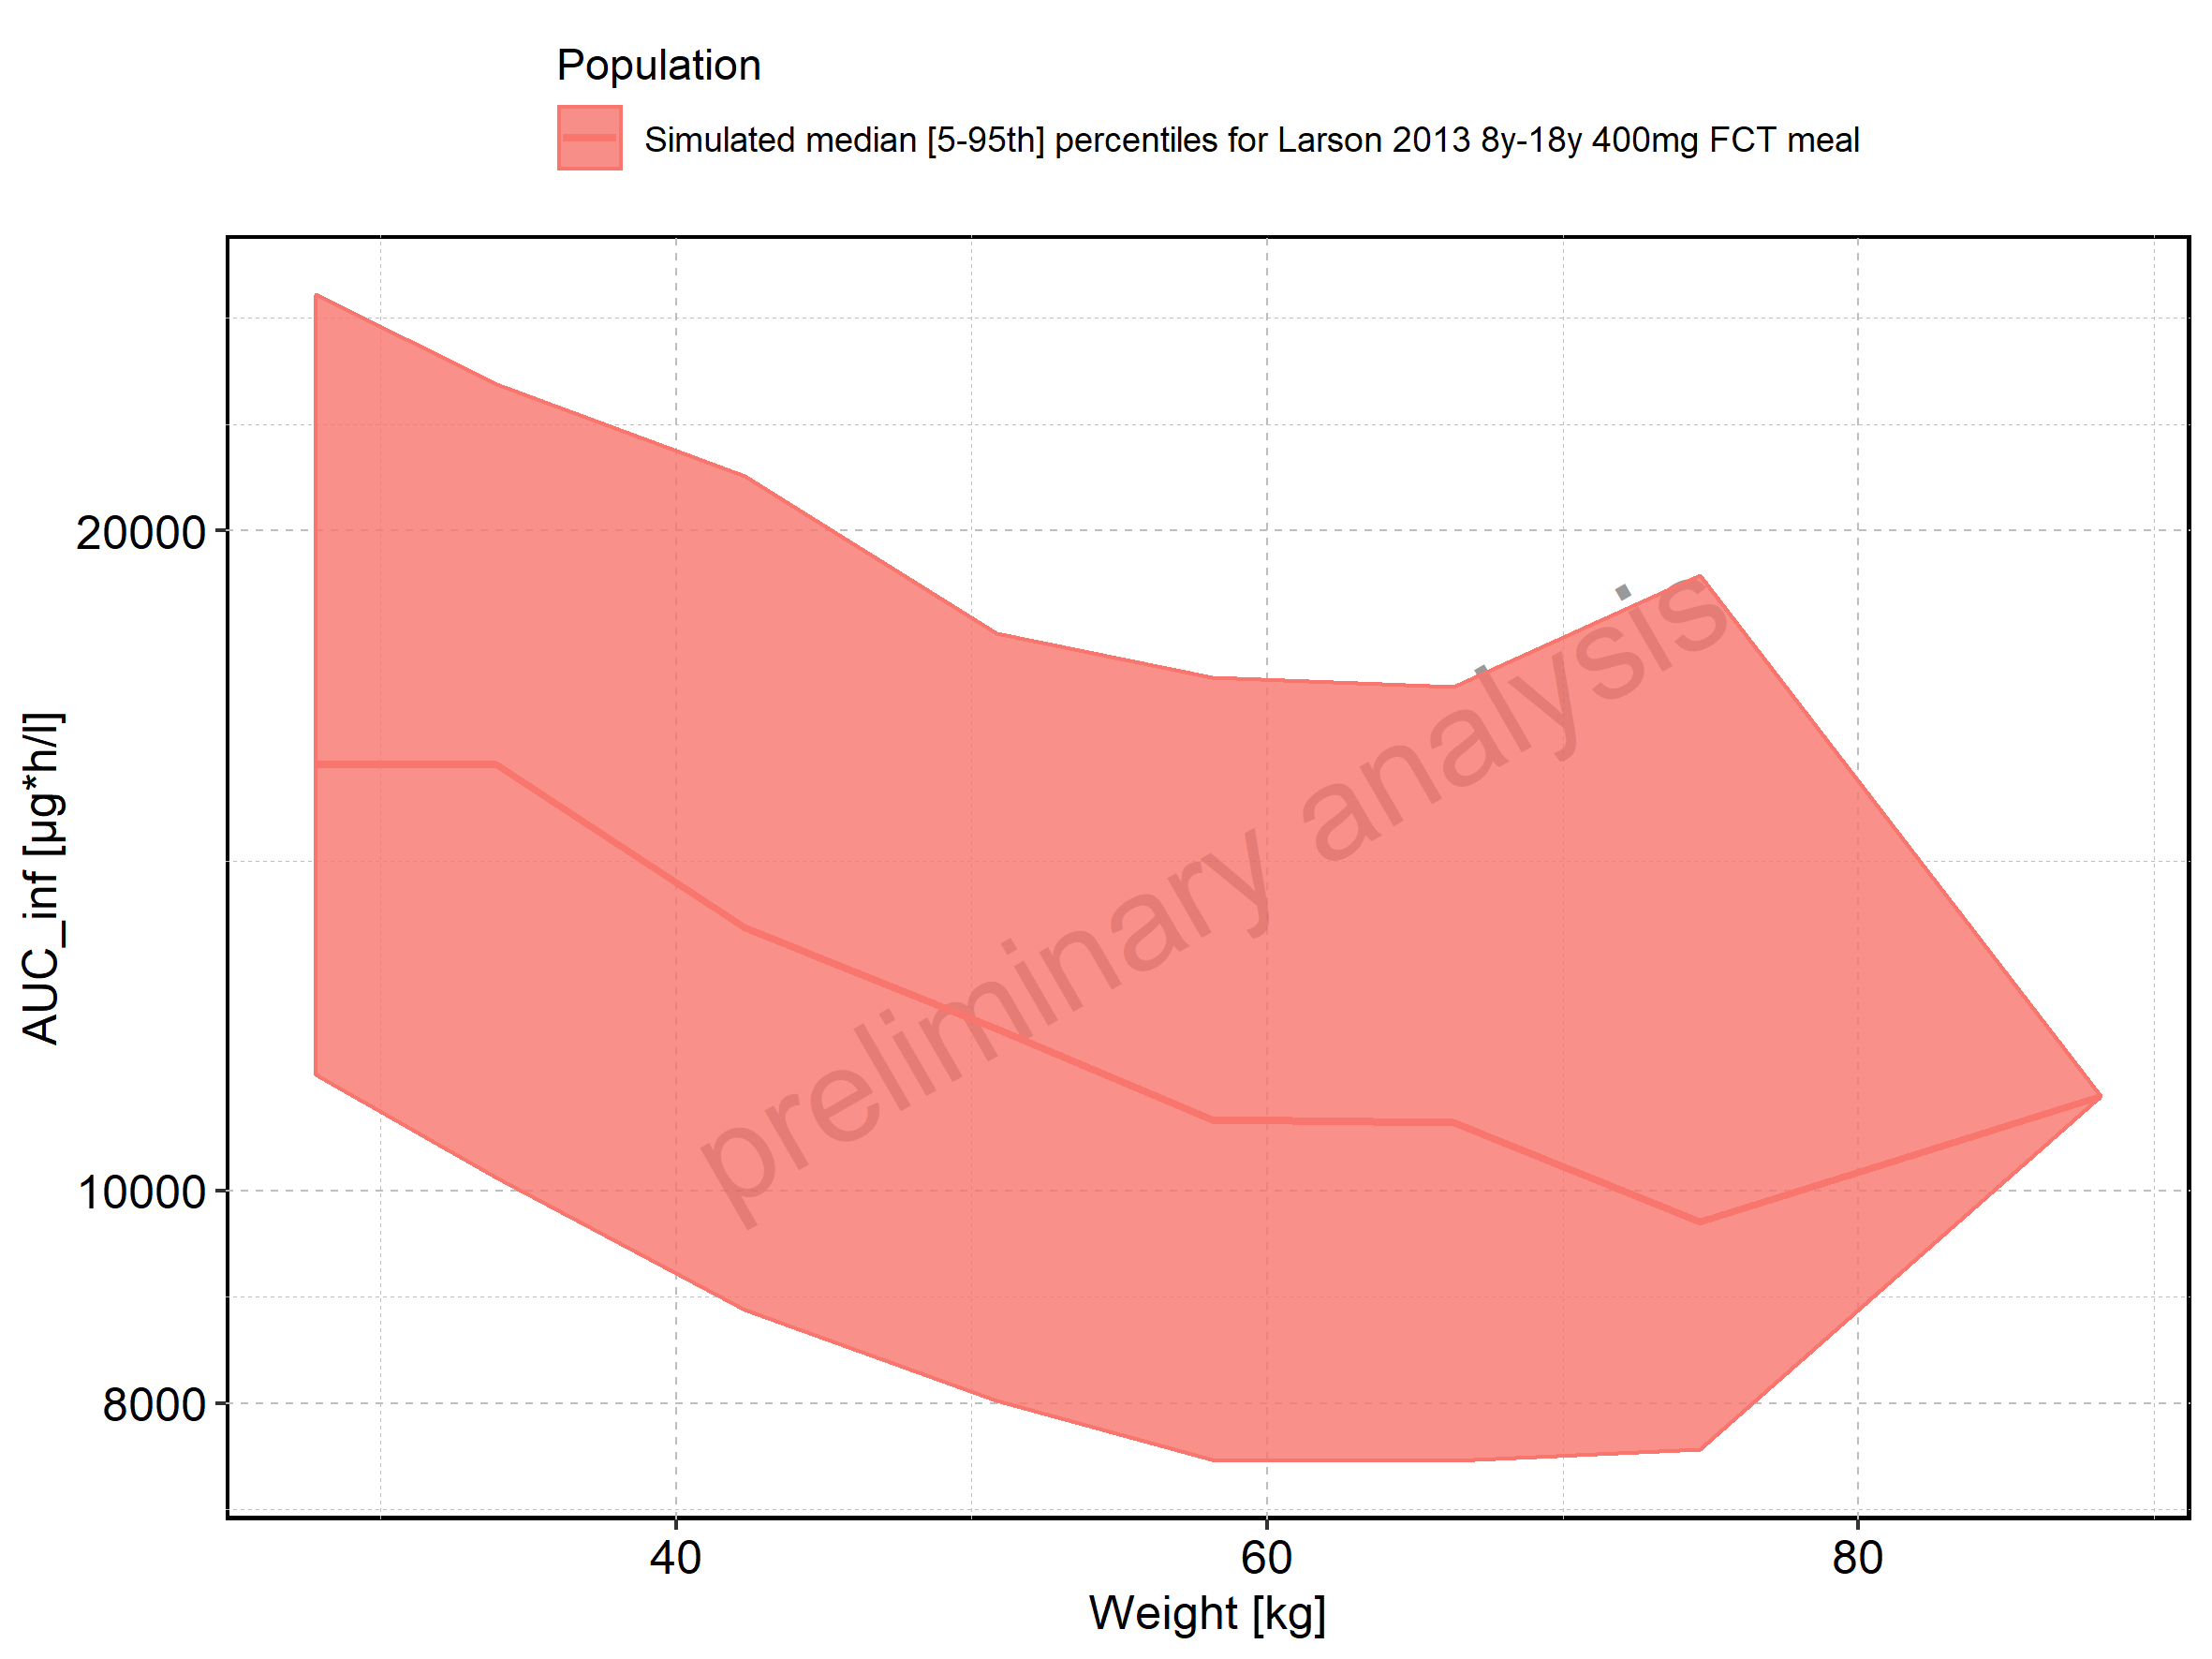 Population
Simulated median [5-95th] percentiles for Larson 2013 8y-18y 400mg FCT meal
20000
10000
8000
AUC_inf [µg*h/l]
preliminary analysis
40 60 80
Weight [kg]